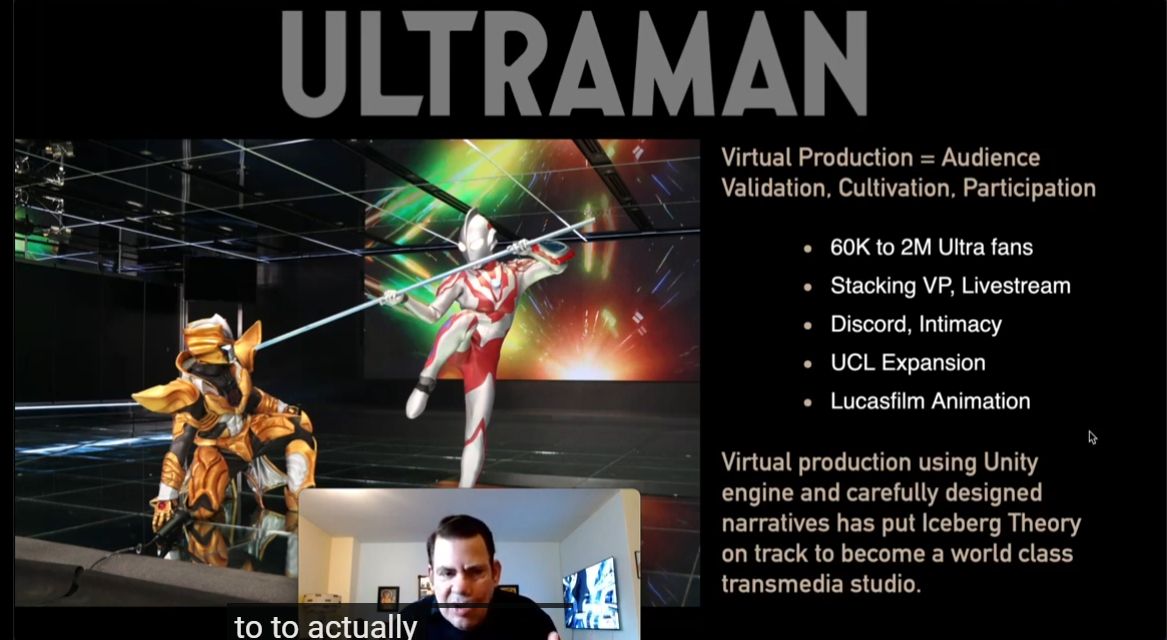 ULTRAMAN
Virtual Production = Audience
Validation, Cultivation, Participation
• 60K to 2M Ultra fans
• Stacking VP, Livestream
• Discord, Intimacy
• UCL Expansion
• Lucasfilm Animation
Virtual production using Unity
engine and carefully designed
narratives has put Iceberg Theory
on track to become a world class
transmedia studio.
to to actually